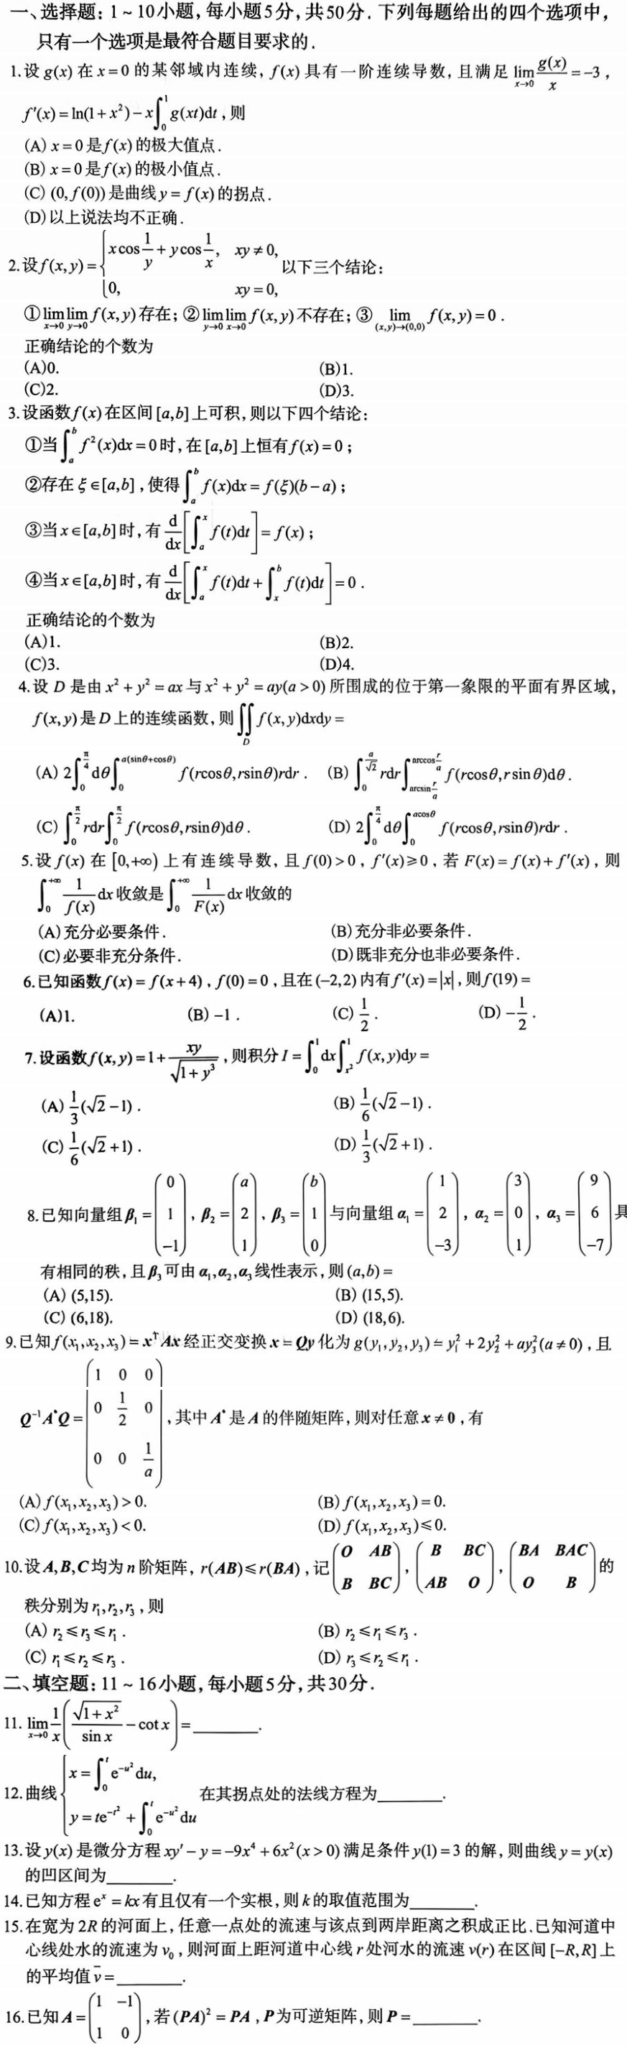 一、选择题：1～10小题，每小题5分，共50分．下列每题给出的四个选项中，
只有一个选项是最符合题目要求的．
1.设 g(x) 在 x=0 的某邻域内连续，f(x) 具有一阶连续导数，且满足 lim_{x→0} g(x)/x = −3，
f′(x)=ln(1+x²)−x∫₀¹ g(xt)dt，则
(A) x=0是f(x)的极大值点．
(B) x=0是f(x)的极小值点．
(C) (0,f(0))是曲线y=f(x)的拐点．
(D) 以上说法均不正确．
2.设f(x,y)={ x cos(1/y)+y cos(1/x), xy≠0, 0, xy=0, 以下三个结论：
①lim_{x→0} lim_{y→0} f(x,y)存在；②lim_{y→0} lim_{x→0} f(x,y)不存在；③ lim_{(x,y)→(0,0)} f(x,y)=0．
正确结论的个数为
(A)0. (B)1.
(C)2. (D)3.
3.设函数f(x)在区间[a,b]上可积，则以下四个结论：
①当∫_a^b f²(x)dx=0时，在[a,b]上恒有f(x)=0；
②存在ξ∈[a,b]，使得∫_a^b f(x)dx=f(ξ)(b−a)；
③当x∈[a,b]时，有 d/dx[∫_a^x f(t)dt]=f(x)；
④当x∈[a,b]时，有 d/dx[∫_a^x f(t)dt+∫_x^b f(t)dt]=0．
正确结论的个数为
(A)1. (B)2.
(C)3. (D)4.
4.设 D 是由 x²+y²=ax 与 x²+y²=ay(a>0) 所围成的位于第一象限的平面有界区域，
f(x,y)是D上的连续函数，则∬_D f(x,y)dxdy=
(A) 2∫_0^{π/4} dθ∫_0^{a(sinθ+cosθ)} f(rcosθ,rsinθ)rdr． (B) ∫_0^{a/√2} rdr∫_{arcsin r/a}^{arccos r/a} f(rcosθ,rsinθ)dθ．
(C) ∫_0^{π/2} rdr∫_0^{π/2} f(rcosθ,rsinθ)dθ． (D) 2∫_0^{π/4} dθ∫_0^{acosθ} f(rcosθ,rsinθ)rdr．
5.设 f(x) 在 [0,+∞) 上有连续导数，且 f(0)>0，f′(x)≥0，若 F(x)=f(x)+f′(x)，则
∫_0^{+∞} 1/f(x) dx 收敛是∫_0^{+∞} 1/F(x) dx 收敛的
(A)充分必要条件． (B)充分非必要条件．
(C)必要非充分条件． (D)既非充分也非必要条件．
6.已知函数f(x)=f(x+4)，f(0)=0，且在(−2,2)内有f′(x)=|x|，则f(19)=
(A)1. (B)−1． (C) 1/2． (D) −1/2．
7.设函数f(x,y)=1+xy/√(1+y³)，则积分I=∫_0^1 dx∫_{x²}^1 f(x,y)dy=
(A) 1/3(√2−1)． (B) 1/6(√2−1)．
(C) 1/6(√2+1)． (D) 1/3(√2+1)．
8.已知向量组β₁=(0, 1, −1)，β₂=(a, 2, 1)，β₃=(b, 1, 0)与向量组α₁=(1, 2, −3)，α₂=(3, 0, 1)，α₃=(9, 6, −7)具
有相同的秩，且β₃可由α₁,α₂,α₃线性表示，则(a,b)=
(A) (5,15). (B) (15,5).
(C) (6,18). (D) (18,6).
9.已知f(x₁,x₂,x₃)=xᵀAx经正交变换x=Qy化为g(y₁,y₂,y₃)=y₁²+2y₂²+ay₃²(a≠0)，且
Q⁻¹A*Q=(1 0 0; 0 1/2 0; 0 0 1/a)，其中A*是A的伴随矩阵，则对任意x≠0，有
(A) f(x₁,x₂,x₃)>0. (B) f(x₁,x₂,x₃)=0.
(C) f(x₁,x₂,x₃)<0. (D) f(x₁,x₂,x₃)≤0.
10.设A,B,C均为n阶矩阵，r(AB)≤r(BA)，记(O AB; B BC)，(B BC; AB O)，(BA BAC; O B)的
秩分别为r₁,r₂,r₃，则
(A) r₂≤r₃≤r₁． (B) r₂≤r₁≤r₃．
(C) r₁≤r₂≤r₃． (D) r₃≤r₂≤r₁．
二、填空题：11～16小题，每小题5分，共30分．
11. lim_{x→0} 1/x(√(1+x²)/sin x − cot x)=________.
12.曲线{ x=∫_0^t e^{−u²}du, y=te^{−t²}+∫_0^t e^{−u²}du 在其拐点处的法线方程为________.
13.设y(x)是微分方程xy′−y=−9x⁴+6x²(x>0)满足条件y(1)=3的解，则曲线y=y(x)
的凹区间为________.
14.已知方程eˣ=kx有且仅有一个实根，则k的取值范围为________.
15.在宽为2R的河面上，任意一点处的流速与该点到两岸距离之积成正比.已知河道中
心线处水的流速为v₀，则河面上距河道中心线r处河水的流速v(r)在区间[−R,R]上
的平均值v̄=________.
16.已知A=(1 −1; 1 0)，若(PA)²=PA，P为可逆矩阵，则P=________.